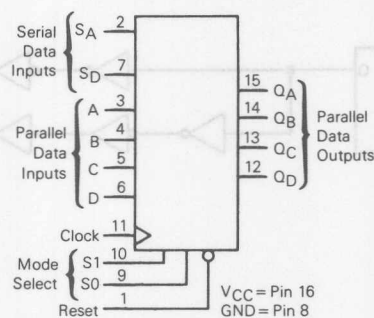 Serial Data Inputs
SA 2
SD 7
Parallel Data Inputs
A 3
B 4
C 5
D 6
Clock 11
Mode Select
S1 10
S0 9
Reset 1
15 QA
14 QB
13 QC
12 QD
Parallel Data Outputs
VCC = Pin 16
GND = Pin 8